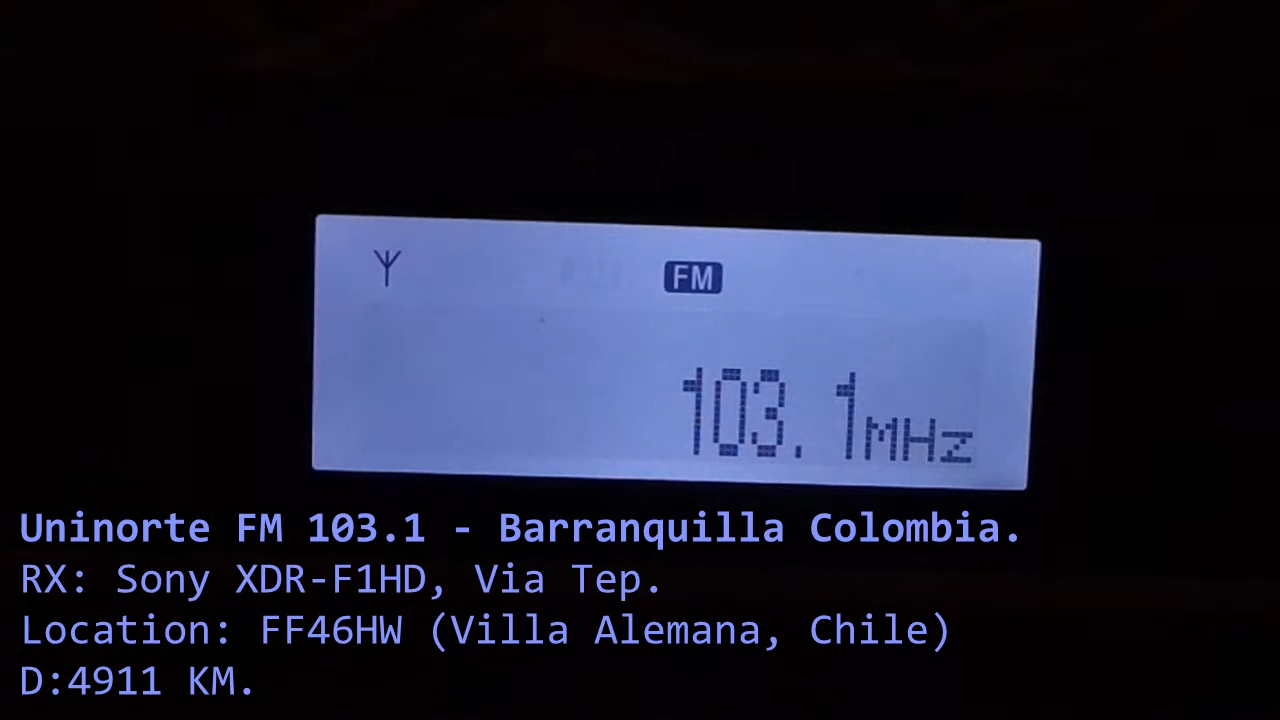 FM
103.1MHz
Uninorte FM 103.1 - Barranquilla Colombia.
RX: Sony XDR-F1HD, Via Tep.
Location: FF46HW (Villa Alemana, Chile)
D:4911 KM.